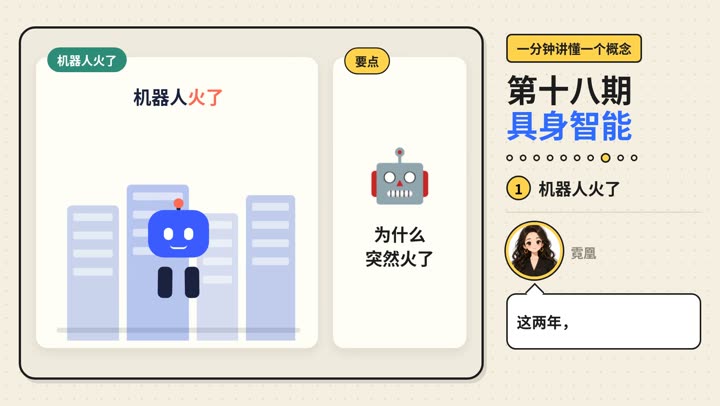 机器人火了
机器人火了
要点
为什么
突然火了
一分钟讲懂一个概念
第十八期
具身智能
1 机器人火了
霓凰
这两年，